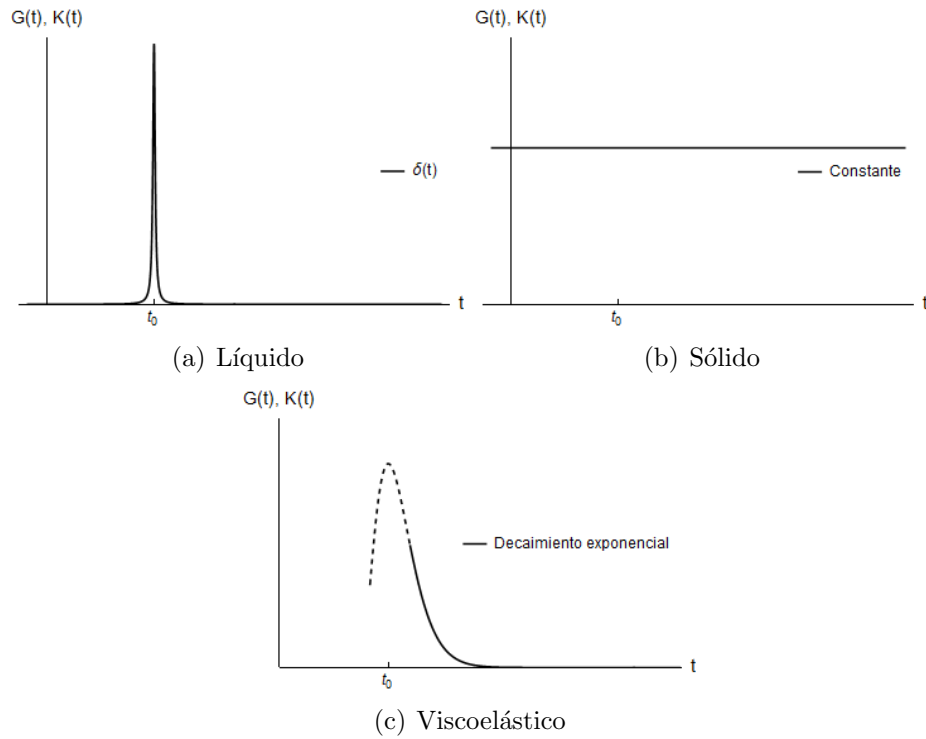 G(t), K(t)
δ(t)
t
t₀
(a) Líquido
G(t), K(t)
Constante
t
t₀
(b) Sólido
G(t), K(t)
Decaimiento exponencial
t
t₀
(c) Viscoelástico